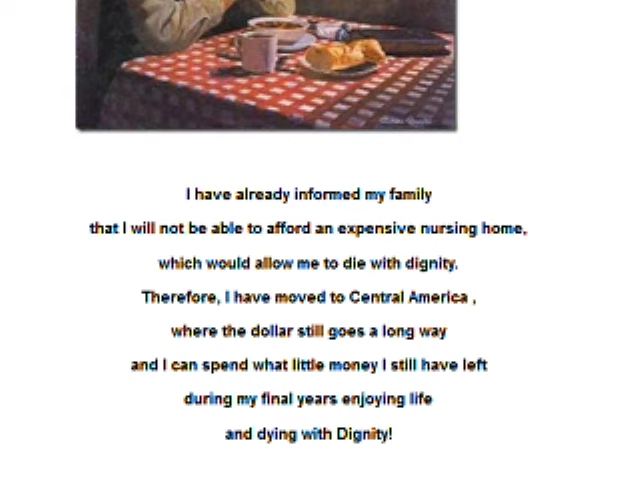 I have already informed my family
that I will not be able to afford an expensive nursing home,
which would allow me to die with dignity.
Therefore, I have moved to Central America ,
where the dollar still goes a long way
and I can spend what little money I still have left
during my final years enjoying life
and dying with Dignity!